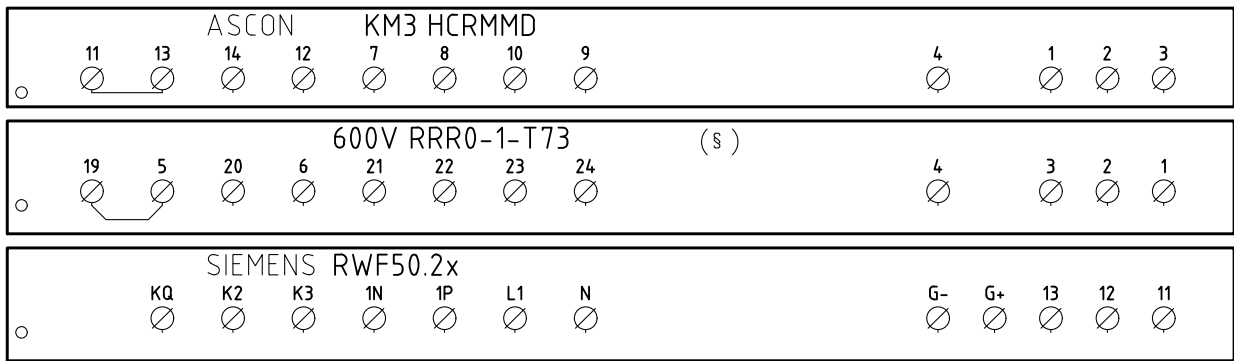 ASCON KM3 HCRMMD
11 13 14 12 7 8 10 9 4 1 2 3
600V RRR0-1-T73 (§)
19 5 20 6 21 22 23 24 4 3 2 1
SIEMENS RWF50.2x
KQ K2 K3 1N 1P L1 N G- G+ 13 12 11